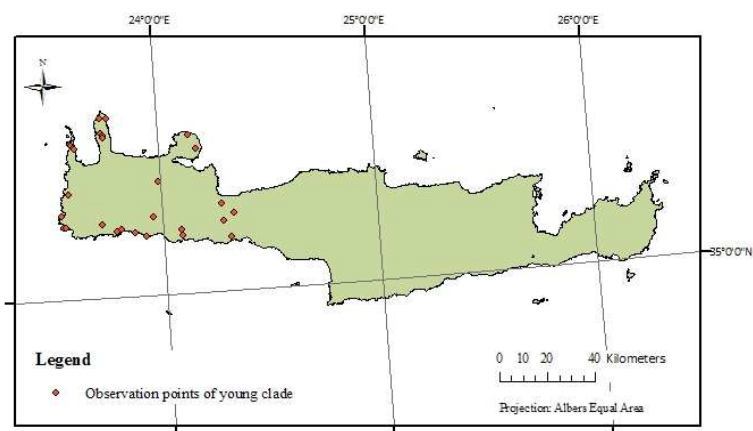 24°0'0"E 25°0'0"E 26°0'0"E
N
35°0'0"N
Legend
Observation points of young clade
0 10 20 40 Kilometers
Projection: Albers Equal Area